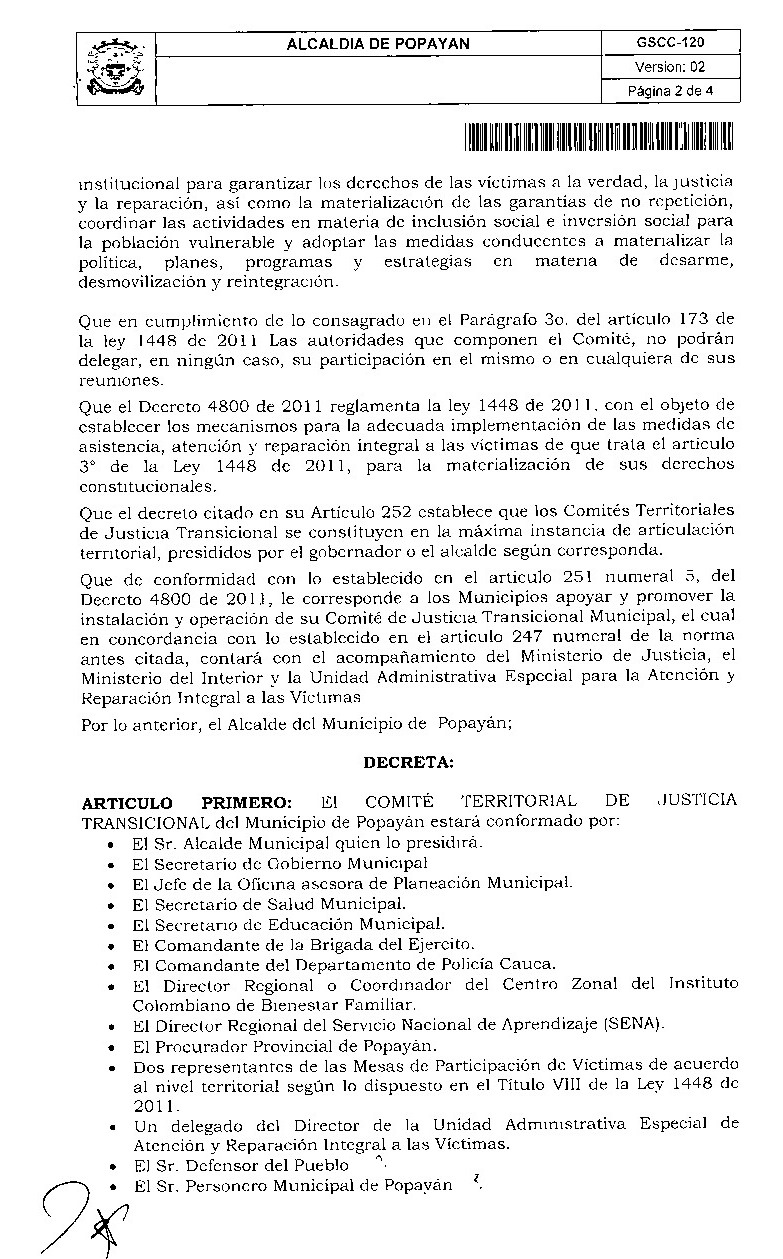 ALCALDIA DE POPAYAN
GSCC-120
Version: 02
Página 2 de 4
institucional para garantizar los derechos de las víctimas a la verdad, la justicia
y la reparación, así como la materialización de las garantías de no repetición,
coordinar las actividades en materia de inclusión social e inversión social para
la población vulnerable y adoptar las medidas conducentes a materializar la
política, planes, programas y estrategias en materia de desarme,
desmovilización y reintegración.
Que en cumplimiento de lo consagrado en el Parágrafo 3o. del artículo 173 de
la ley 1448 de 2011 Las autoridades que componen el Comité, no podrán
delegar, en ningún caso, su participación en el mismo o en cualquiera de sus
reuniones.
Que el Decreto 4800 de 2011 reglamenta la ley 1448 de 2011. con el objeto de
establecer los mecanismos para la adecuada implementación de las medidas de
asistencia, atención y reparación integral a las víctimas de que trata el articulo
3° de la Ley 1448 de 2011, para la materialización de sus derechos
constitucionales.
Que el decreto citado en su Artículo 252 establece que los Comités Territoriales
de Justicia Transicional se constituyen en la máxima instancia de articulación
territorial, presididos por el gobernador o el alcalde según corresponda.
Que de conformidad con lo establecido en el articulo 251 numeral 5, del
Decreto 4800 de 2011, le corresponde a los Municipios apoyar y promover la
instalación y operación de su Comité de Justicia Transicional Municipal, el cual
en concordancia con lo establecido en el articulo 247 numeral de la norma
antes citada, contará con el acompañamiento del Ministerio de Justicia, el
Ministerio del Interior y la Unidad Administrativa Especial para la Atención y
Reparación Integral a las Víctimas
Por lo anterior, el Alcalde del Municipio de Popayán;
DECRETA:
ARTICULO PRIMERO: El COMITÉ TERRITORIAL DE JUSTICIA
TRANSICIONAL del Municipio de Popayán estará conformado por:
• El Sr. Alcalde Municipal quien lo presidirá.
• El Secretario de Gobierno Municipal
• El Jefe de la Oficina asesora de Planeación Municipal.
• El Secretario de Salud Municipal.
• El Secretario de Educación Municipal.
• El Comandante de la Brigada del Ejercito.
• El Comandante del Departamento de Policía Cauca.
• El Director Regional o Coordinador del Centro Zonal del Instituto
Colombiano de Bienestar Familiar.
• El Director Regional del Servicio Nacional de Aprendizaje (SENA).
• El Procurador Provincial de Popayán.
• Dos representantes de las Mesas de Participación de Víctimas de acuerdo
al nivel territorial según lo dispuesto en el Título VIII de la Ley 1448 de
2011.
• Un delegado del Director de la Unidad Administrativa Especial de
Atención y Reparación Integral a las Víctimas.
• El Sr. Defensor del Pueblo
• El Sr. Personero Municipal de Popayán